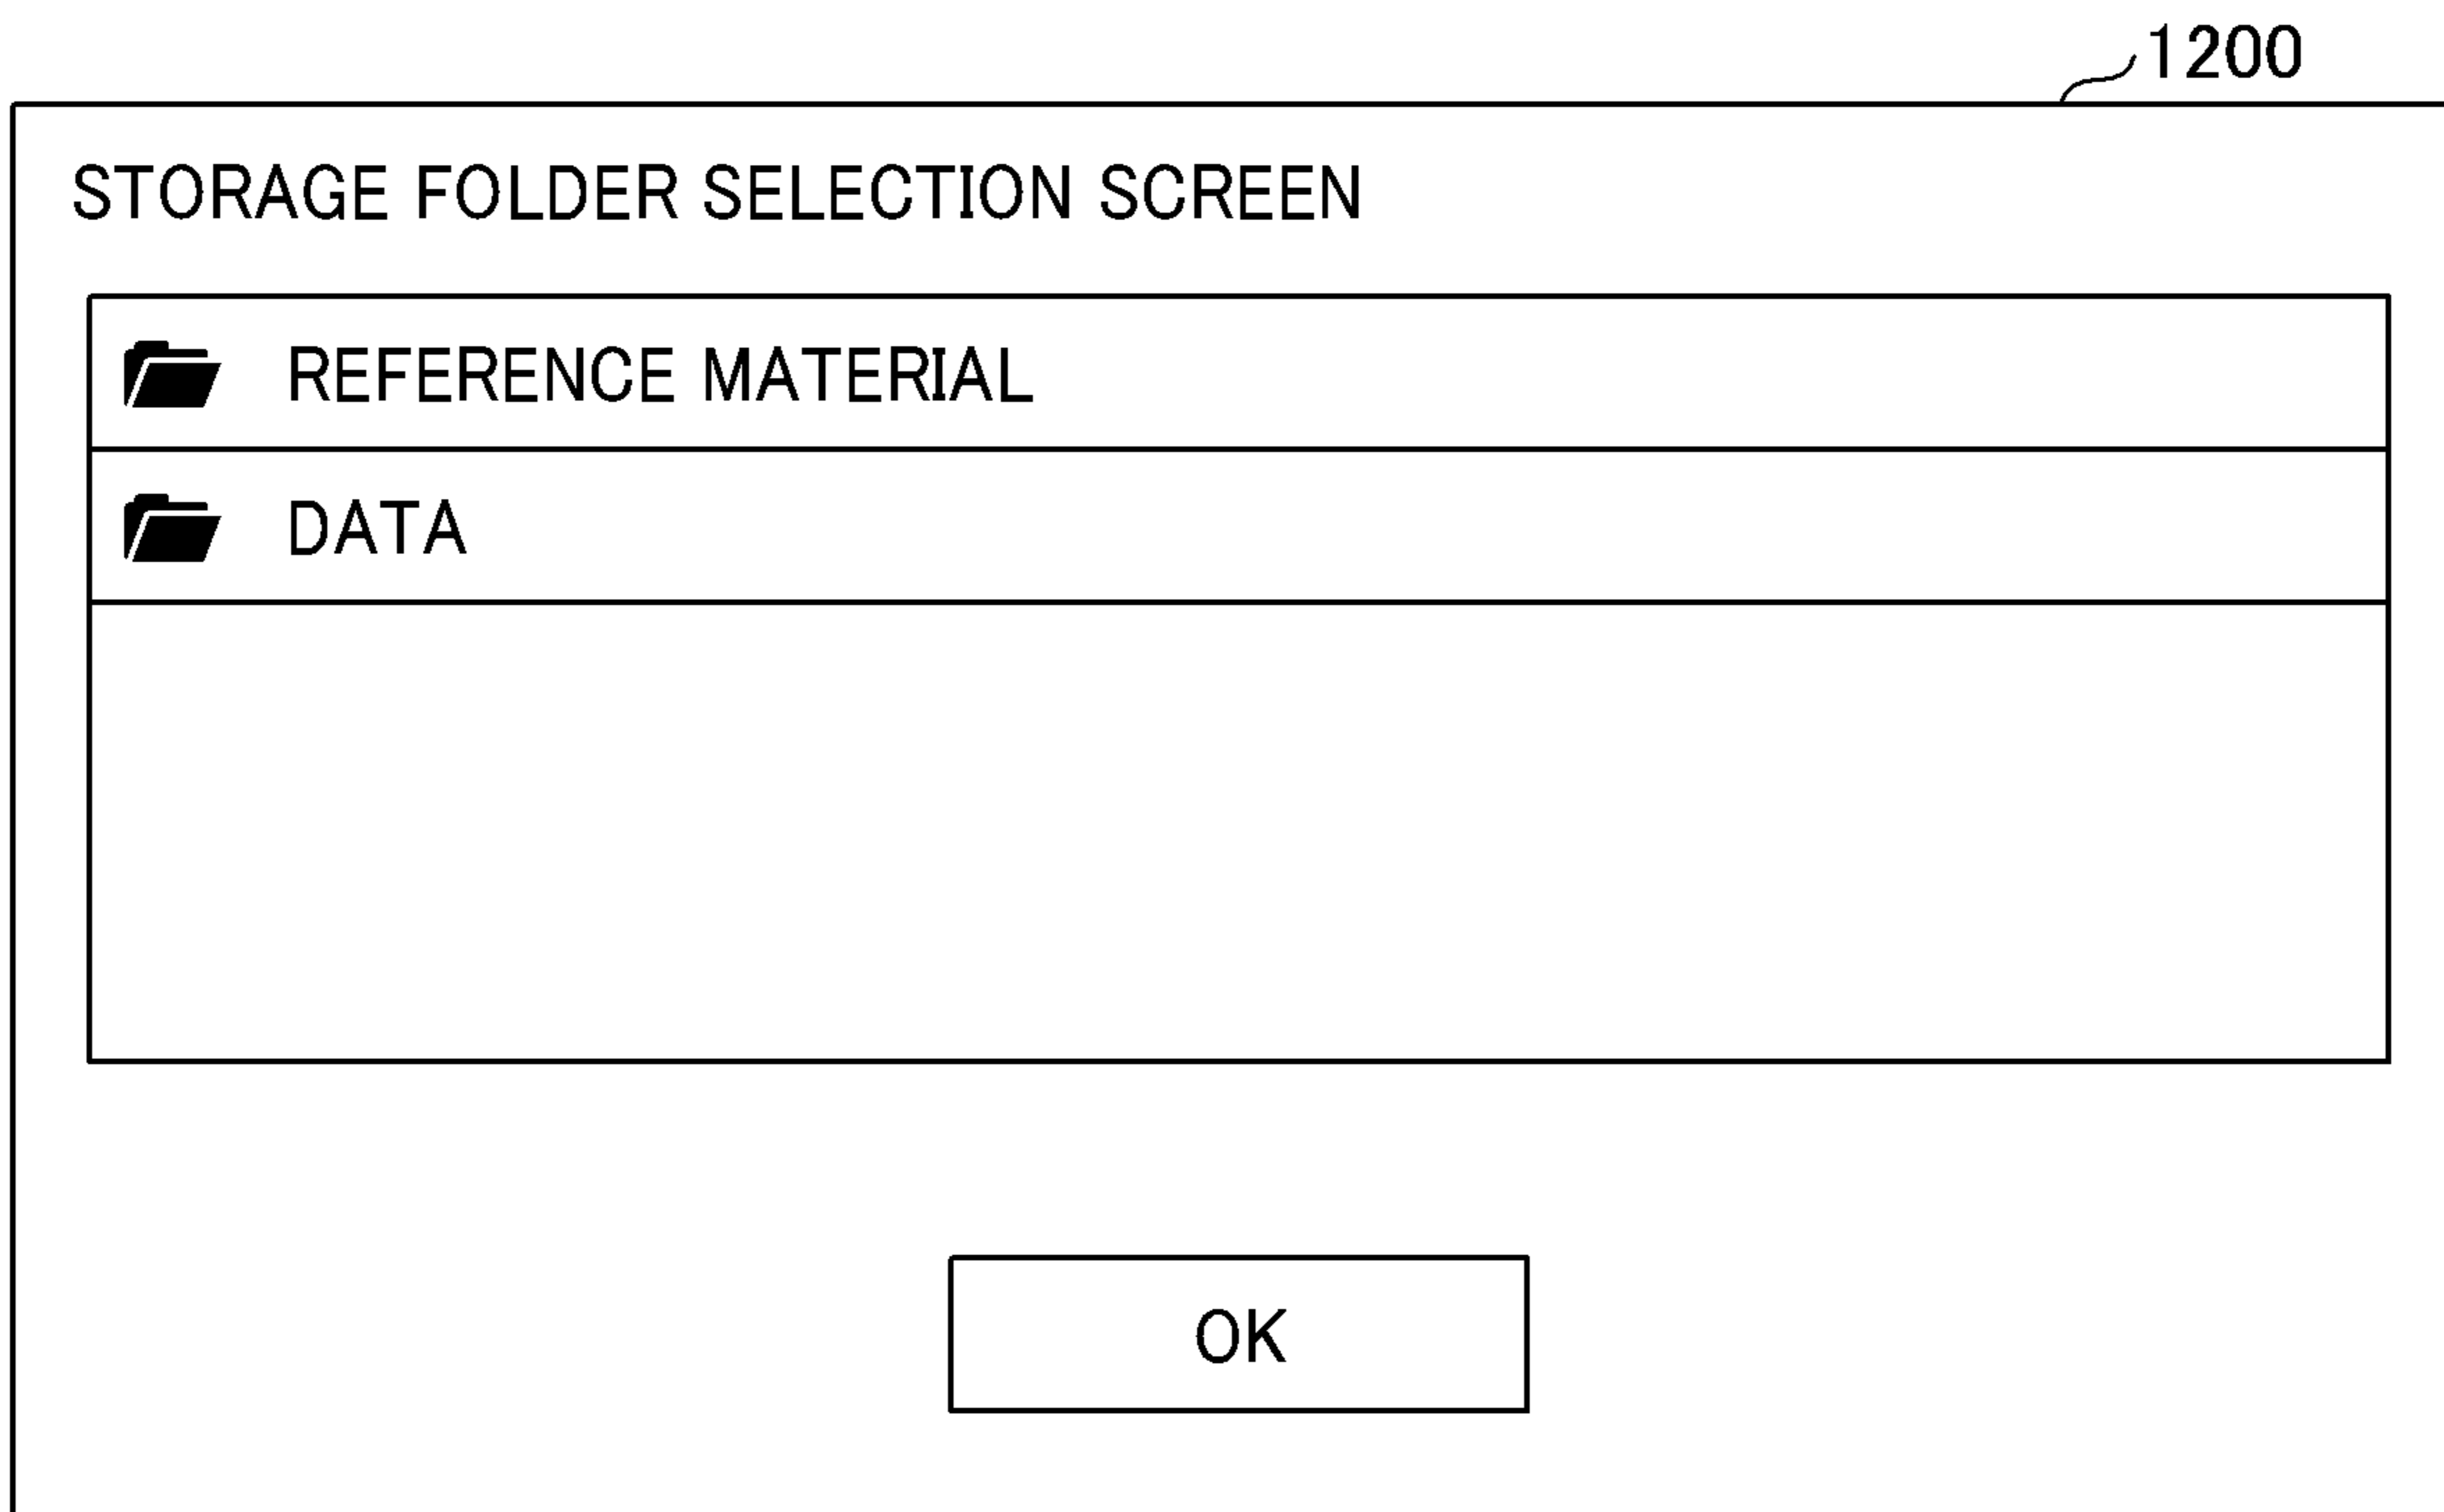 1200
STORAGE FOLDER SELECTION SCREEN
REFERENCE MATERIAL
DATA
OK